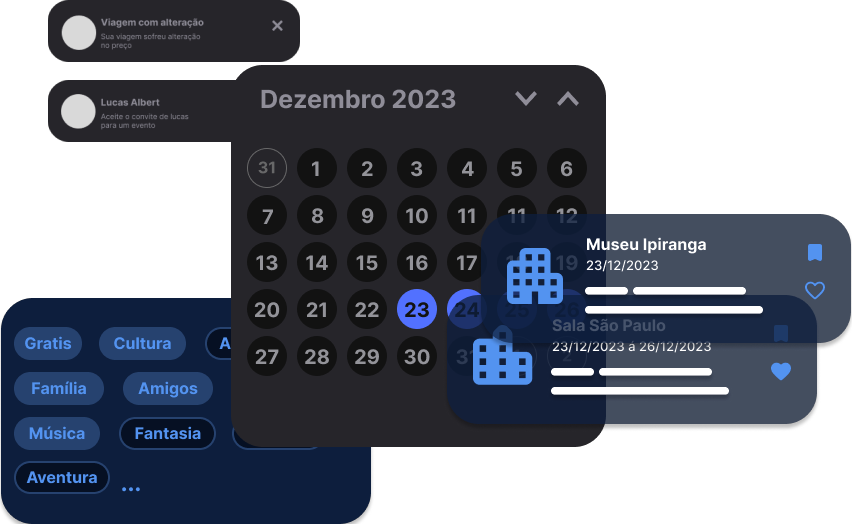 Viagem com alteração
Sua viagem sofreu alteração
no preço
Lucas Albert
Aceite o convite de lucas
para um evento
Dezembro 2023
31 1 2 3 4 5 6
7 8 9 10 11 11 12
13 14 15 16 17 19
20 21 22 23 24 25 26
27 28 29 30 31 2
Museu Ipiranga
23/12/2023
Sala São Paulo
23/12/2023 a 26/12/2023
Gratis Cultura A
Família Amigos
Música Fantasia
Aventura ...